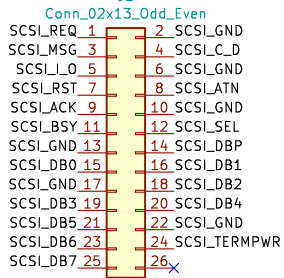 Conn_02x13_Odd_Even
SCSI_REQ 1 2 SCSI_GND
SCSI_MSG 3 4 SCSI_C_D
SCSI_I_O 5 6 SCSI_GND
SCSI_RST 7 8 SCSI_ATN
SCSI_ACK 9 10 SCSI_GND
SCSI_BSY 11 12 SCSI_SEL
SCSI_GND 13 14 SCSI_DBP
SCSI_DB0 15 16 SCSI_DB1
SCSI_GND 17 18 SCSI_DB2
SCSI_DB3 19 20 SCSI_DB4
SCSI_DB5 21 22 SCSI_GND
SCSI_DB6 23 24 SCSI_TERMPWR
SCSI_DB7 25 26